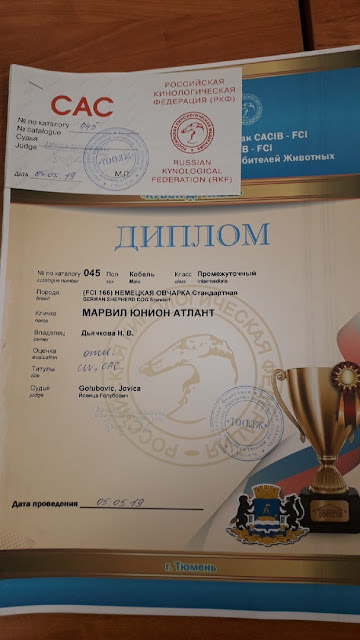 CAC
№ по каталогу 045
№ catalogue
Судья
Judge
Дата 05.05.19 М.П.
РОССИЙСКАЯ
КИНОЛОГИЧЕСКАЯ
ФЕДЕРАЦИЯ (РКФ)
RUSSIAN
KYNOLOGICAL
FEDERATION (RKF)
CACIB - FCI
- FCI
Животных
ДИПЛОМ
№ по каталогу 045 Пол Кобель Класс Промежуточный
catalogue number sex Male class Intermediate
Порода (FCI 166) НЕМЕЦКАЯ ОВЧАРКА Стандартная
breed GERMAN SHEPHERD DOG Standart
Кличка МАРВИЛ ЮНИОН АТЛАНТ
name
Владелец Дьячкова Н. В.
owner
Оценка отл.
evaluation
Титулы CW, CAC
title
Судья Golubovic, Jovica
judge Йовица Голубович
ТООЛЖ
Дата проведения 05.05.19
г. Тюмень